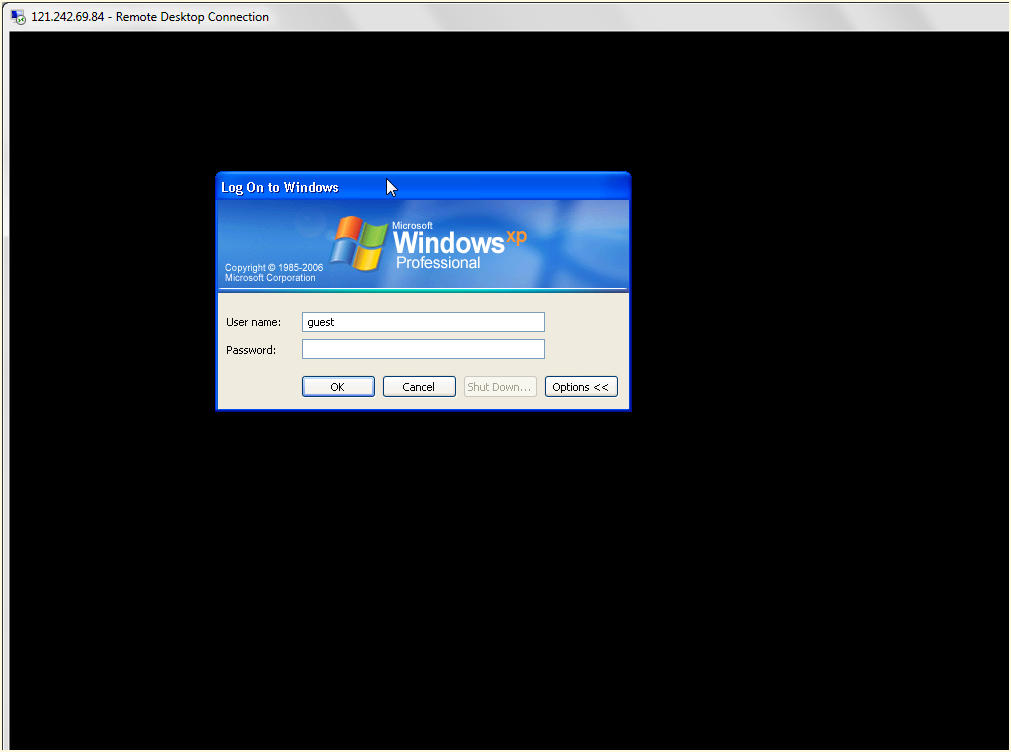 121.242.69.84 - Remote Desktop Connection
Log On to Windows
Microsoft
Windows xp
Professional
Copyright © 1985-2006
Microsoft Corporation
User name: guest
Password:
OK Cancel Shut Down... Options <<